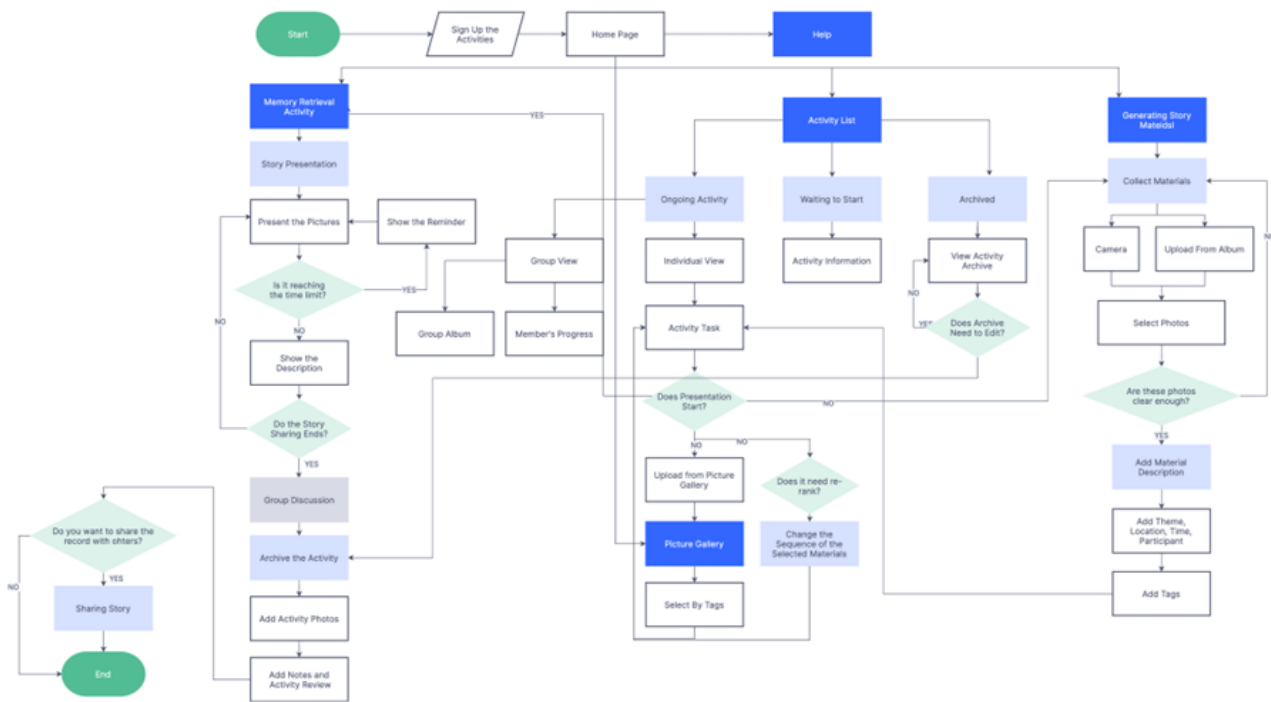 Start
Sign Up the
Activities
Home Page
Help
Memory Retrieval
Activity
YES
Activity List
Generating Story
Mateidsl
Story Presentation
Ongoing Activity
Waiting to Start
Archived
Collect Materials
Present the Pictures
Show the Reminder
Group View
Individual View
Activity Information
View Activity
Archive
Camera
Upload From Album
Is it reaching
the time limit?
YES
NO
NO
NO
Group Album
Member's Progress
Activity Task
YES
Does Archive
Need to Edit?
Select Photos
Show the
Description
Does Presentation
Start?
NO
Are these photos
clear enough?
Do the Story
Sharing Ends?
YES
NO
NO
YES
Upload from Picture
Gallery
Does it need re-
rank?
Add Material
Description
Group Discussion
Do you want to share the
record with ohters?
Archive the Activity
Picture Gallery
Change the
Sequence of the
Selected Materials
Add Theme,
Location, Time,
Participant
YES
NO
Sharing Story
Add Activity Photos
Select By Tags
Add Tags
End
Add Notes and
Activity Review